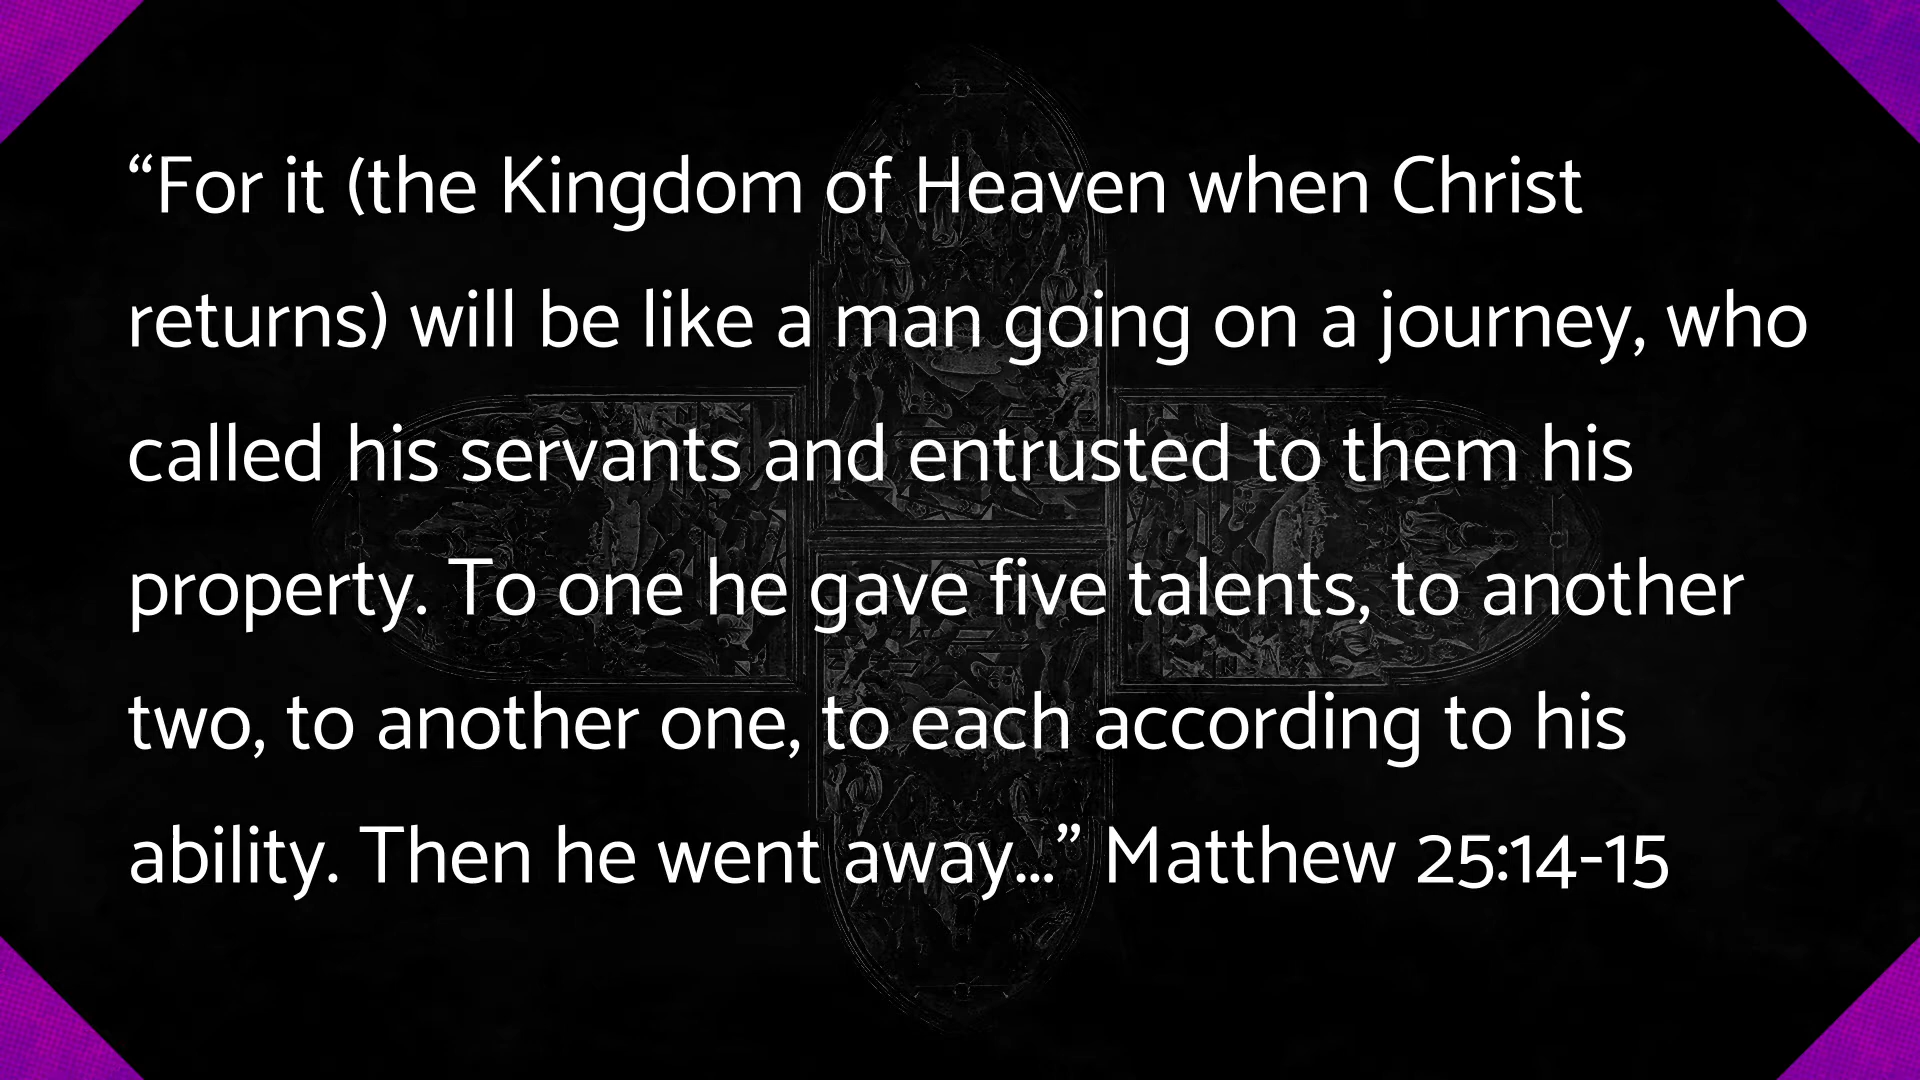 “For it (the Kingdom of Heaven when Christ
returns) will be like a man going on a journey, who
called his servants and entrusted to them his
property. To one he gave five talents, to another
two, to another one, to each according to his
ability. Then he went away...” Matthew 25:14-15